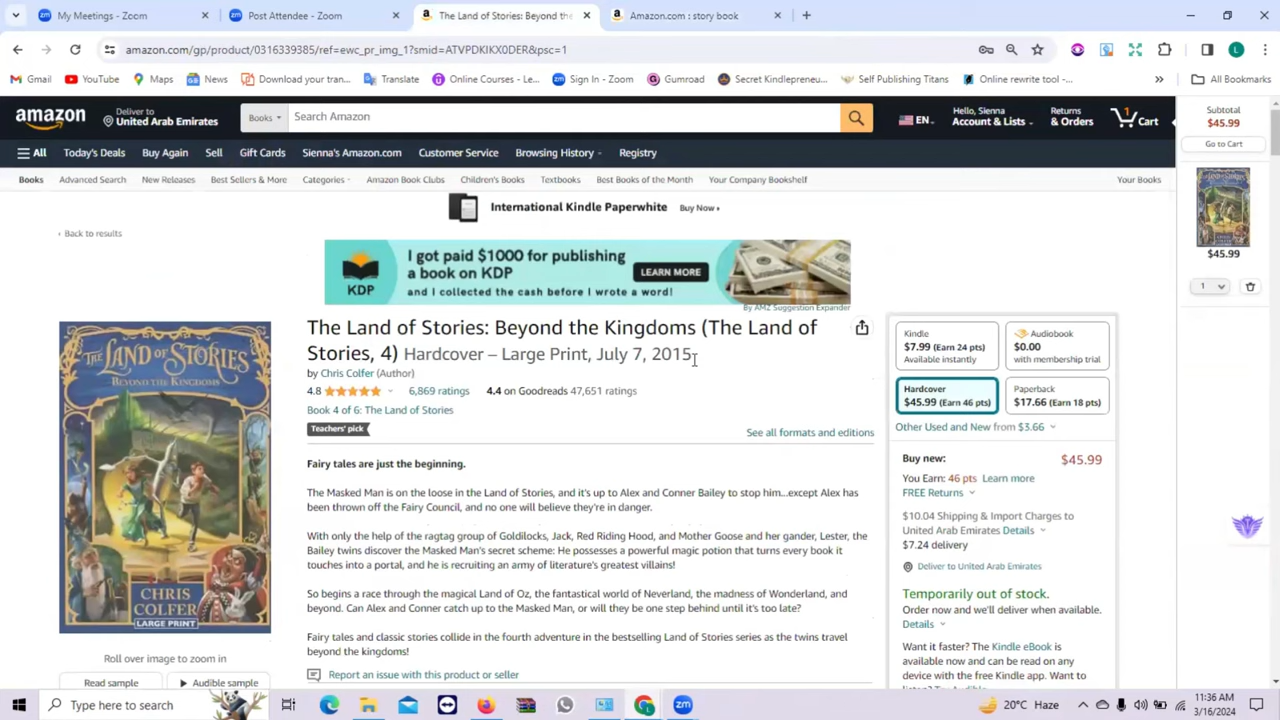 My Meetings - Zoom
Post Attendee - Zoom
The Land of Stories: Beyond the
Amazon.com : story book
amazon.com/gp/product/0316339385/ref=ewc_pr_img_1?smid=ATVPDKIKX0DER&psc=1
L
Gmail
YouTube
Maps
News
Download your tran...
Translate
Online Courses - Le...
Sign In - Zoom
Gumroad
Secret Kindlepreneu...
Self Publishing Titans
Online rewrite tool -...
All Bookmarks
amazon
Deliver to
United Arab Emirates
Books
Search Amazon
EN
Hello, Sienna
Account & Lists
Returns
& Orders
1
Cart
Subtotal
$45.99
Go to Cart
$45.99
1
All
Today's Deals
Buy Again
Sell
Gift Cards
Sienna's Amazon.com
Customer Service
Browsing History
Registry
Books
Advanced Search
New Releases
Best Sellers & More
Categories
Amazon Book Clubs
Children's Books
Textbooks
Best Books of the Month
Your Company Bookshelf
Your Books
International Kindle Paperwhite Buy Now ›
‹ Back to results
KDP
I got paid $1000 for publishing
a book on KDP
and I collected the cash before I wrote a word!
LEARN MORE
By AMZ Suggestion Expander
THE LAND OF STORIES
BEYOND THE KINGDOMS
CHRIS
COLFER
LARGE PRINT
Roll over image to zoom in
Read sample
Audible sample
The Land of Stories: Beyond the Kingdoms (The Land of
Stories, 4) Hardcover – Large Print, July 7, 2015
by Chris Colfer (Author)
4.8 6,869 ratings 4.4 on Goodreads 47,651 ratings
Book 4 of 6: The Land of Stories
Teachers' pick
See all formats and editions
Fairy tales are just the beginning.
The Masked Man is on the loose in the Land of Stories, and it's up to Alex and Conner Bailey to stop him...except Alex has
been thrown off the Fairy Council, and no one will believe they're in danger.
With only the help of the ragtag group of Goldilocks, Jack, Red Riding Hood, and Mother Goose and her gander, Lester, the
Bailey twins discover the Masked Man's secret scheme: He possesses a powerful magic potion that turns every book it
touches into a portal, and he is recruiting an army of literature's greatest villains!
So begins a race through the magical Land of Oz, the fantastical world of Neverland, the madness of Wonderland, and
beyond. Can Alex and Conner catch up to the Masked Man, or will they be one step behind until it's too late?
Fairy tales and classic stories collide in the fourth adventure in the bestselling Land of Stories series as the twins travel
beyond the kingdoms!
Report an issue with this product or seller
Kindle
$7.99 (Earn 24 pts)
Available instantly
Audiobook
$0.00
with membership trial
Hardcover
$45.99 (Earn 46 pts)
Paperback
$17.66 (Earn 18 pts)
Other Used and New from $3.66
Buy new: $45.99
You Earn: 46 pts Learn more
FREE Returns
$10.04 Shipping & Import Charges to
United Arab Emirates Details
$7.24 delivery
Deliver to United Arab Emirates
Temporarily out of stock.
Order now and we'll deliver when available.
Details
Want it faster? The Kindle eBook is
available now and can be read on any
device with the free Kindle app. Want to
Type here to search
20°C Haze
11:36 AM
3/16/2024